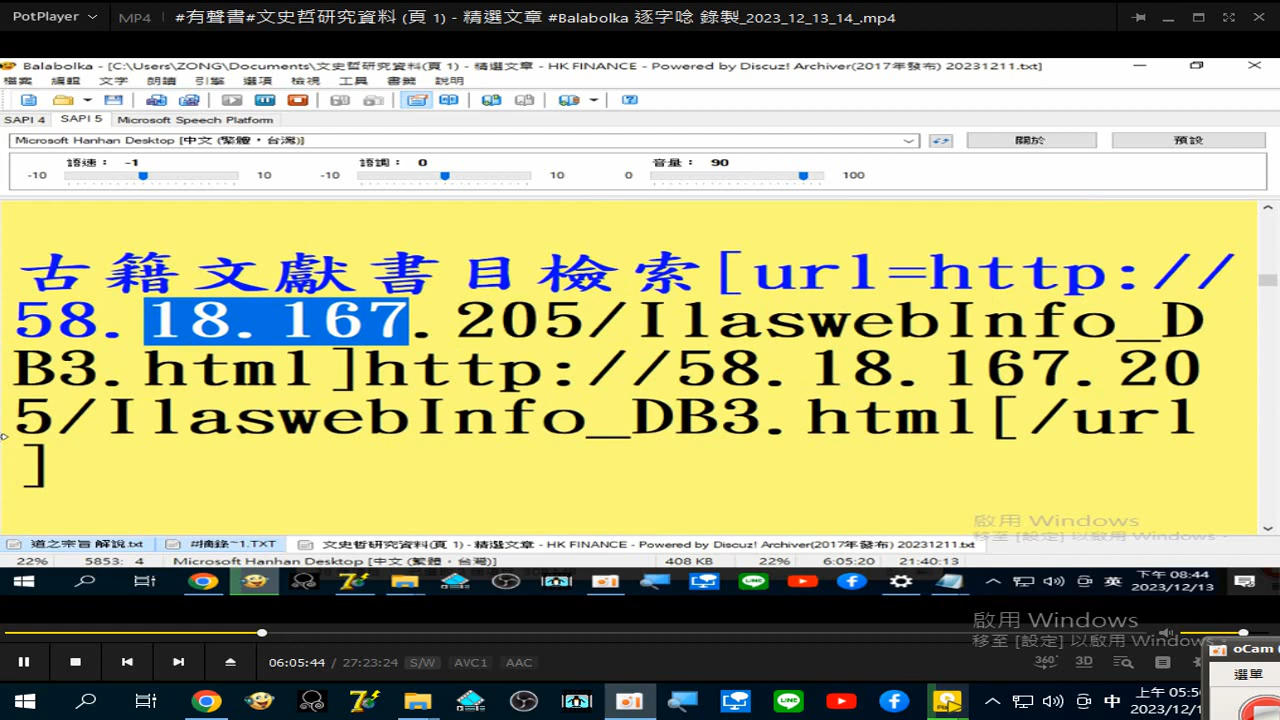 PotPlayer MP4 #有聲書#文史哲研究資料 (頁 1) - 精選文章 #Balabolka 逐字唸 錄製_2023_12_13_14_.mp4
Balabolka - [C:\Users\ZONG\Documents\文史哲研究資料(頁 1) - 精選文章 - HK FINANCE - Powered by Discuz! Archiver(2017年發布) 20231211.txt]
檔案 編輯 文字 朗讀 引擎 選項 檢視 工具 書籤 說明
SAPI 4 SAPI 5 Microsoft Speech Platform
Microsoft Hanhan Desktop [中文 (繁體，台灣)] 關於 預設
語速： -1 語調： 0 音量： 90
-10 10 -10 10 0 100
古籍文獻書目檢索[url=http://
58.18.167.205/IlaswebInfo_D
B3.html]http://58.18.167.20
5/IlaswebInfo_DB3.html[/url
]
啟用 Windows
移至 [設定] 以啟用 Windows。
道之宗旨 解說.txt #摘錄~1.TXT 文史哲研究資料(頁 1) - 精選文章 - HK FINANCE - Powered by Discuz! Archiver(2017年發布) 20231211.txt
22% 5853: 4 Microsoft Hanhan Desktop [中文 (繁體，台灣)] 408 KB 22% 6:05:20 21:40:13
英 下午 08:44
2023/12/13
啟用 Windows
移至 [設定] 以啟用 Windows。
06:05:44 / 27:23:24 S/W AVC1 AAC 360° 3D
oCam
選單
中 上午 05:5
2023/12/1